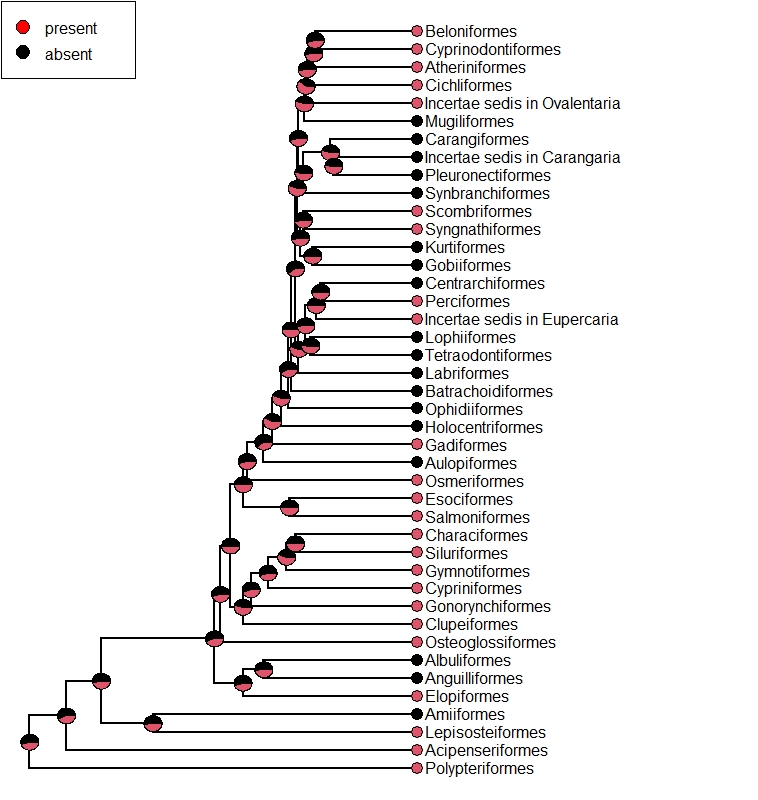 present
absent
Beloniformes
Cyprinodontiformes
Atheriniformes
Cichliformes
Incertae sedis in Ovalentaria
Mugiliformes
Carangiformes
Incertae sedis in Carangaria
Pleuronectiformes
Synbranchiformes
Scombriformes
Syngnathiformes
Kurtiformes
Gobiiformes
Centrarchiformes
Perciformes
Incertae sedis in Eupercaria
Lophiiformes
Tetraodontiformes
Labriformes
Batrachoidiformes
Ophidiiformes
Holocentriformes
Gadiformes
Aulopiformes
Osmeriformes
Esociformes
Salmoniformes
Characiformes
Siluriformes
Gymnotiformes
Cypriniformes
Gonorynchiformes
Clupeiformes
Osteoglossiformes
Albuliformes
Anguilliformes
Elopiformes
Amiiformes
Lepisosteiformes
Acipenseriformes
Polypteriformes